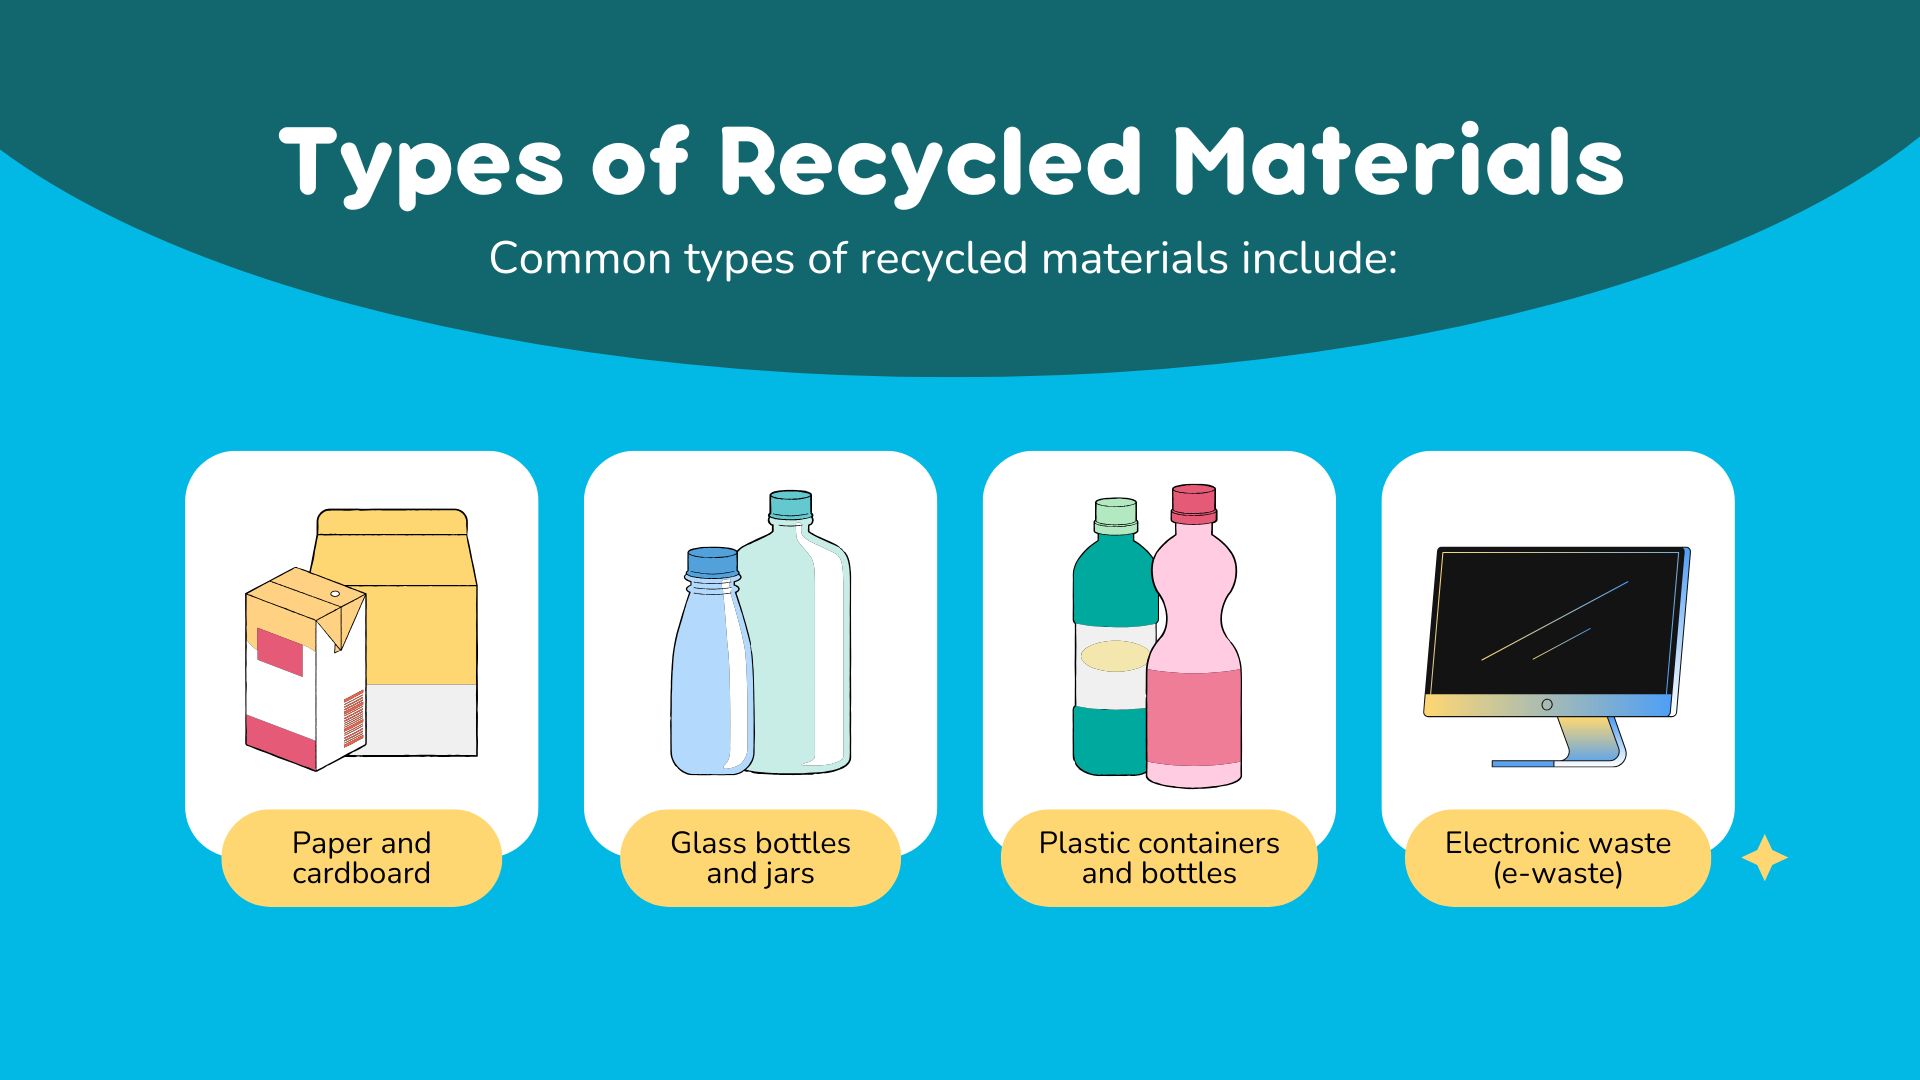 Types of Recycled Materials
Common types of recycled materials include:
Paper and
cardboard
Glass bottles
and jars
Plastic containers
and bottles
Electronic waste
(e-waste)